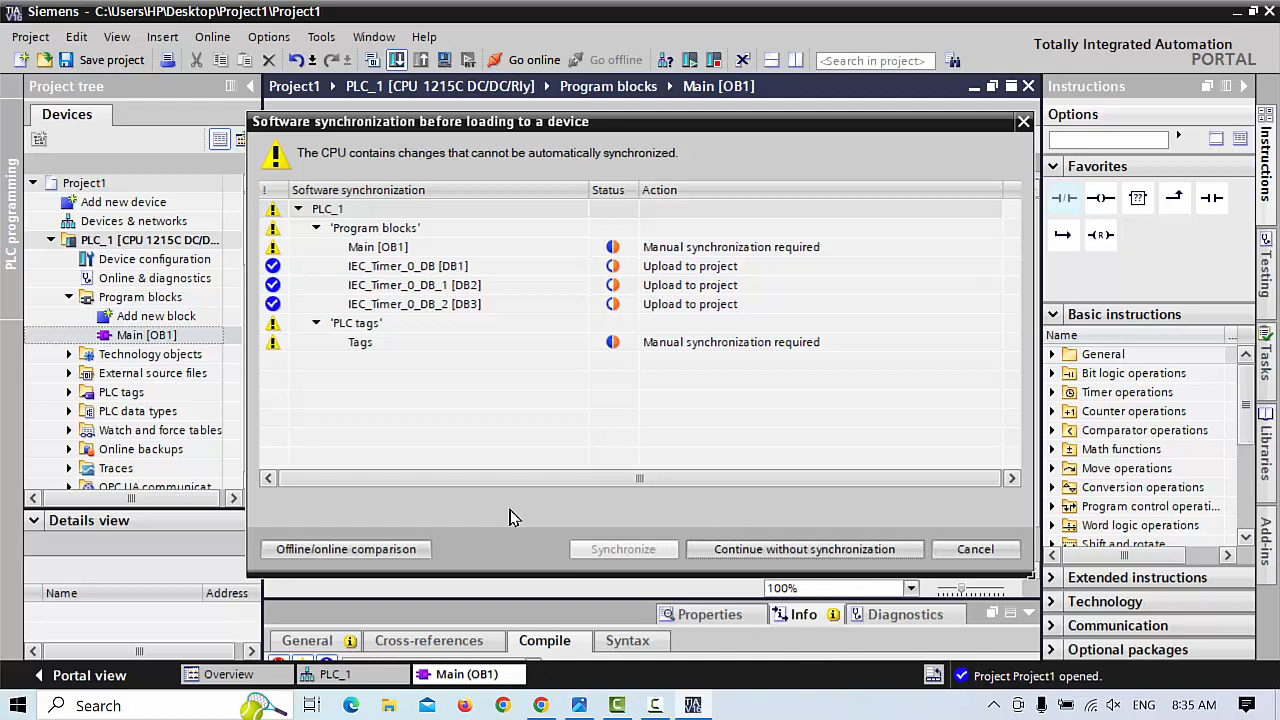 Siemens - C:\Users\HP\Desktop\Project1\Project1
Project Edit View Insert Online Options Tools Window Help
Totally Integrated Automation
PORTAL
Save project
Go online
Go offline
<Search in project>
Project tree
Project1 PLC_1 [CPU 1215C DC/DC/Rly] Program blocks Main [OB1]
Instructions
Devices
Options
PLC programming
Software synchronization before loading to a device
The CPU contains changes that cannot be automatically synchronized.
! Software synchronization Status Action
PLC_1
'Program blocks'
Main [OB1] Manual synchronization required
IEC_Timer_0_DB [DB1] Upload to project
IEC_Timer_0_DB_1 [DB2] Upload to project
IEC_Timer_0_DB_2 [DB3] Upload to project
'PLC tags'
Tags Manual synchronization required
Offline/online comparison Synchronize Continue without synchronization Cancel
Project1
Add new device
Devices & networks
PLC_1 [CPU 1215C DC/D...
Device configuration
Online & diagnostics
Program blocks
Add new block
Main [OB1]
Technology objects
External source files
PLC tags
PLC data types
Watch and force tables
Online backups
Traces
OPC UA communicat...
Details view
Name Address
Favorites
Basic instructions
Name ...
General
Bit logic operations
Timer operations
Counter operations
Comparator operations
Math functions
Move operations
Conversion operations
Program control operati...
Word logic operations
Shift and rotate
Extended instructions
Technology
Communication
Optional packages
Instructions
Testing
Tasks
Libraries
Add-ins
100%
Properties Info Diagnostics
General Cross-references Compile Syntax
Portal view Overview PLC_1 Main (OB1) Project Project1 opened.
Search ENG 8:35 AM